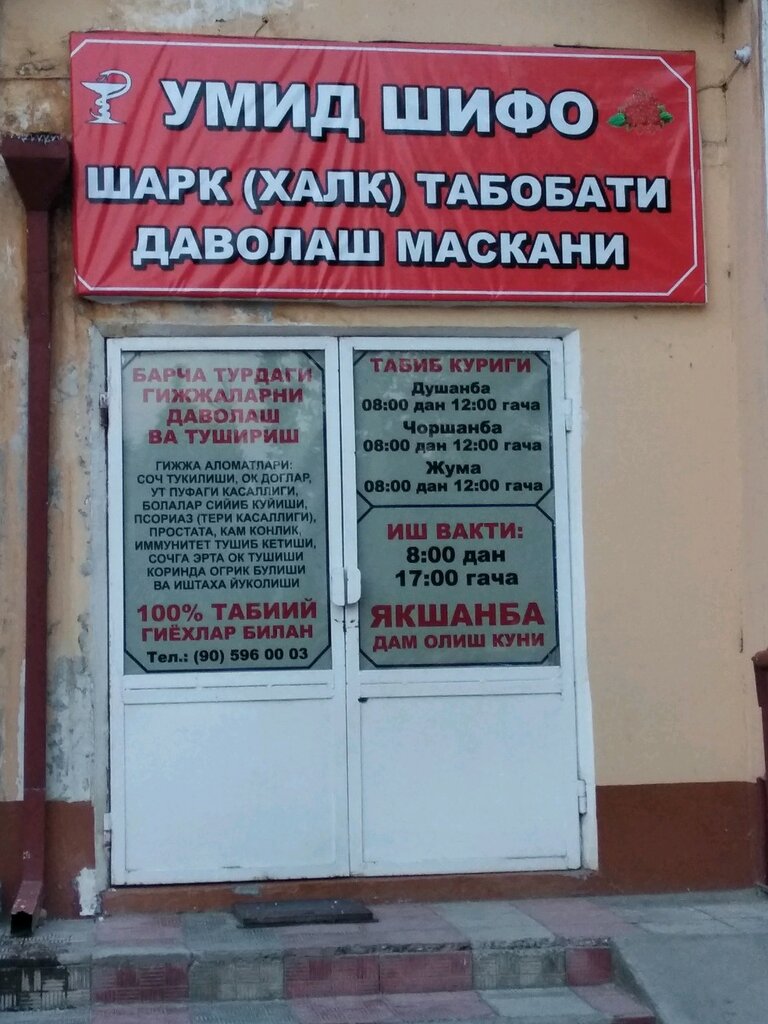 УМИД ШИФО
ШАРК (ХАЛК) ТАБОБАТИ
ДАВОЛАШ МАСКАНИ
БАРЧА ТУРДАГИ
ГИЖЖАЛАРНИ
ДАВОЛАШ
ВА ТУШИРИШ
ГИЖЖА АЛОМАТЛАРИ:
СОЧ ТУКИЛИШИ, ОК ДОГЛАР,
УТ ПУФАГИ КАСАЛЛИГИ,
БОЛАЛАР СИЙИБ КУЙИШИ,
ПСОРИАЗ (ТЕРИ КАСАЛЛИГИ),
ПРОСТАТА, КАМ КОНЛИК,
ИММУНИТЕТ ТУШИБ КЕТИШИ,
СОЧГА ЭРТА ОК ТУШИШИ
КОРИНДА ОГРИК БУЛИШИ
ВА ИШТАХА ЙУКОЛИШИ
100% ТАБИИЙ
ГИЁХЛАР БИЛАН
Тел.: (90) 596 00 03
ТАБИБ КУРИГИ
Душанба
08:00 дан 12:00 гача
Чоршанба
08:00 дан 12:00 гача
Жума
08:00 дан 12:00 гача
ИШ ВАКТИ:
8:00 дан
17:00 гача
ЯКШАНБА
ДАМ ОЛИШ КУНИ